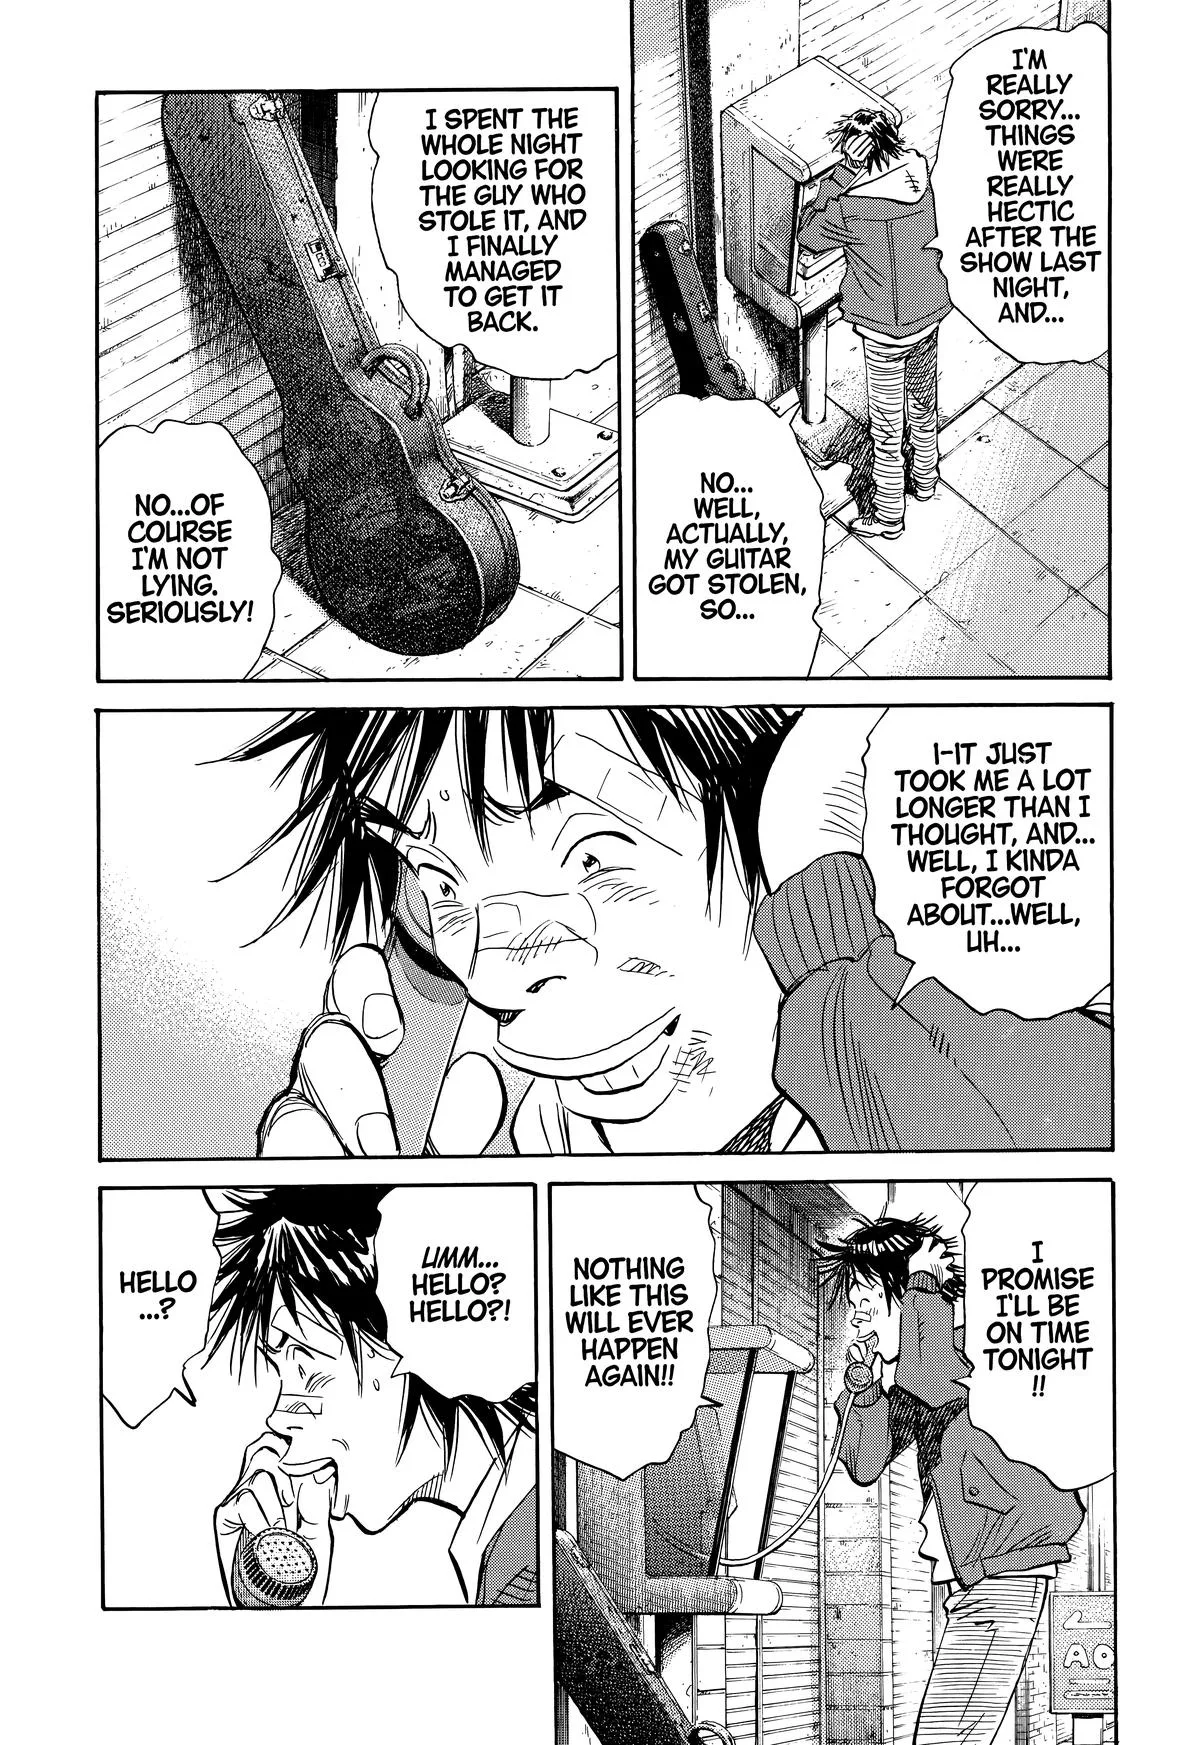 I'M
REALLY
SORRY...
THINGS
WERE
REALLY
HECTIC
AFTER THE
SHOW LAST
NIGHT,
AND...
NO...
WELL,
ACTUALLY,
MY GUITAR
GOT STOLEN,
SO...
I SPENT THE
WHOLE NIGHT
LOOKING FOR
THE GUY WHO
STOLE IT, AND
I FINALLY
MANAGED
TO GET IT
BACK.
NO...OF
COURSE
I'M NOT
LYING.
SERIOUSLY!
I-IT JUST
TOOK ME A LOT
LONGER THAN I
THOUGHT, AND...
WELL, I KINDA
FORGOT
ABOUT...WELL,
UH...
I
PROMISE
I'LL BE
ON TIME
TONIGHT
!!
NOTHING
LIKE THIS
WILL EVER
HAPPEN
AGAIN!!
UMM...
HELLO?
HELLO?!
HELLO
...?